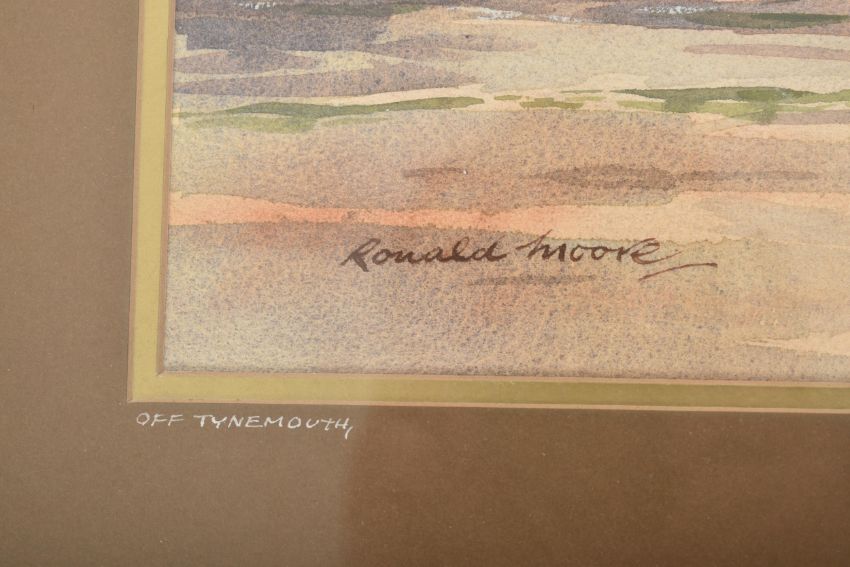 Ronald Moore
OFF TYNEMOUTH,